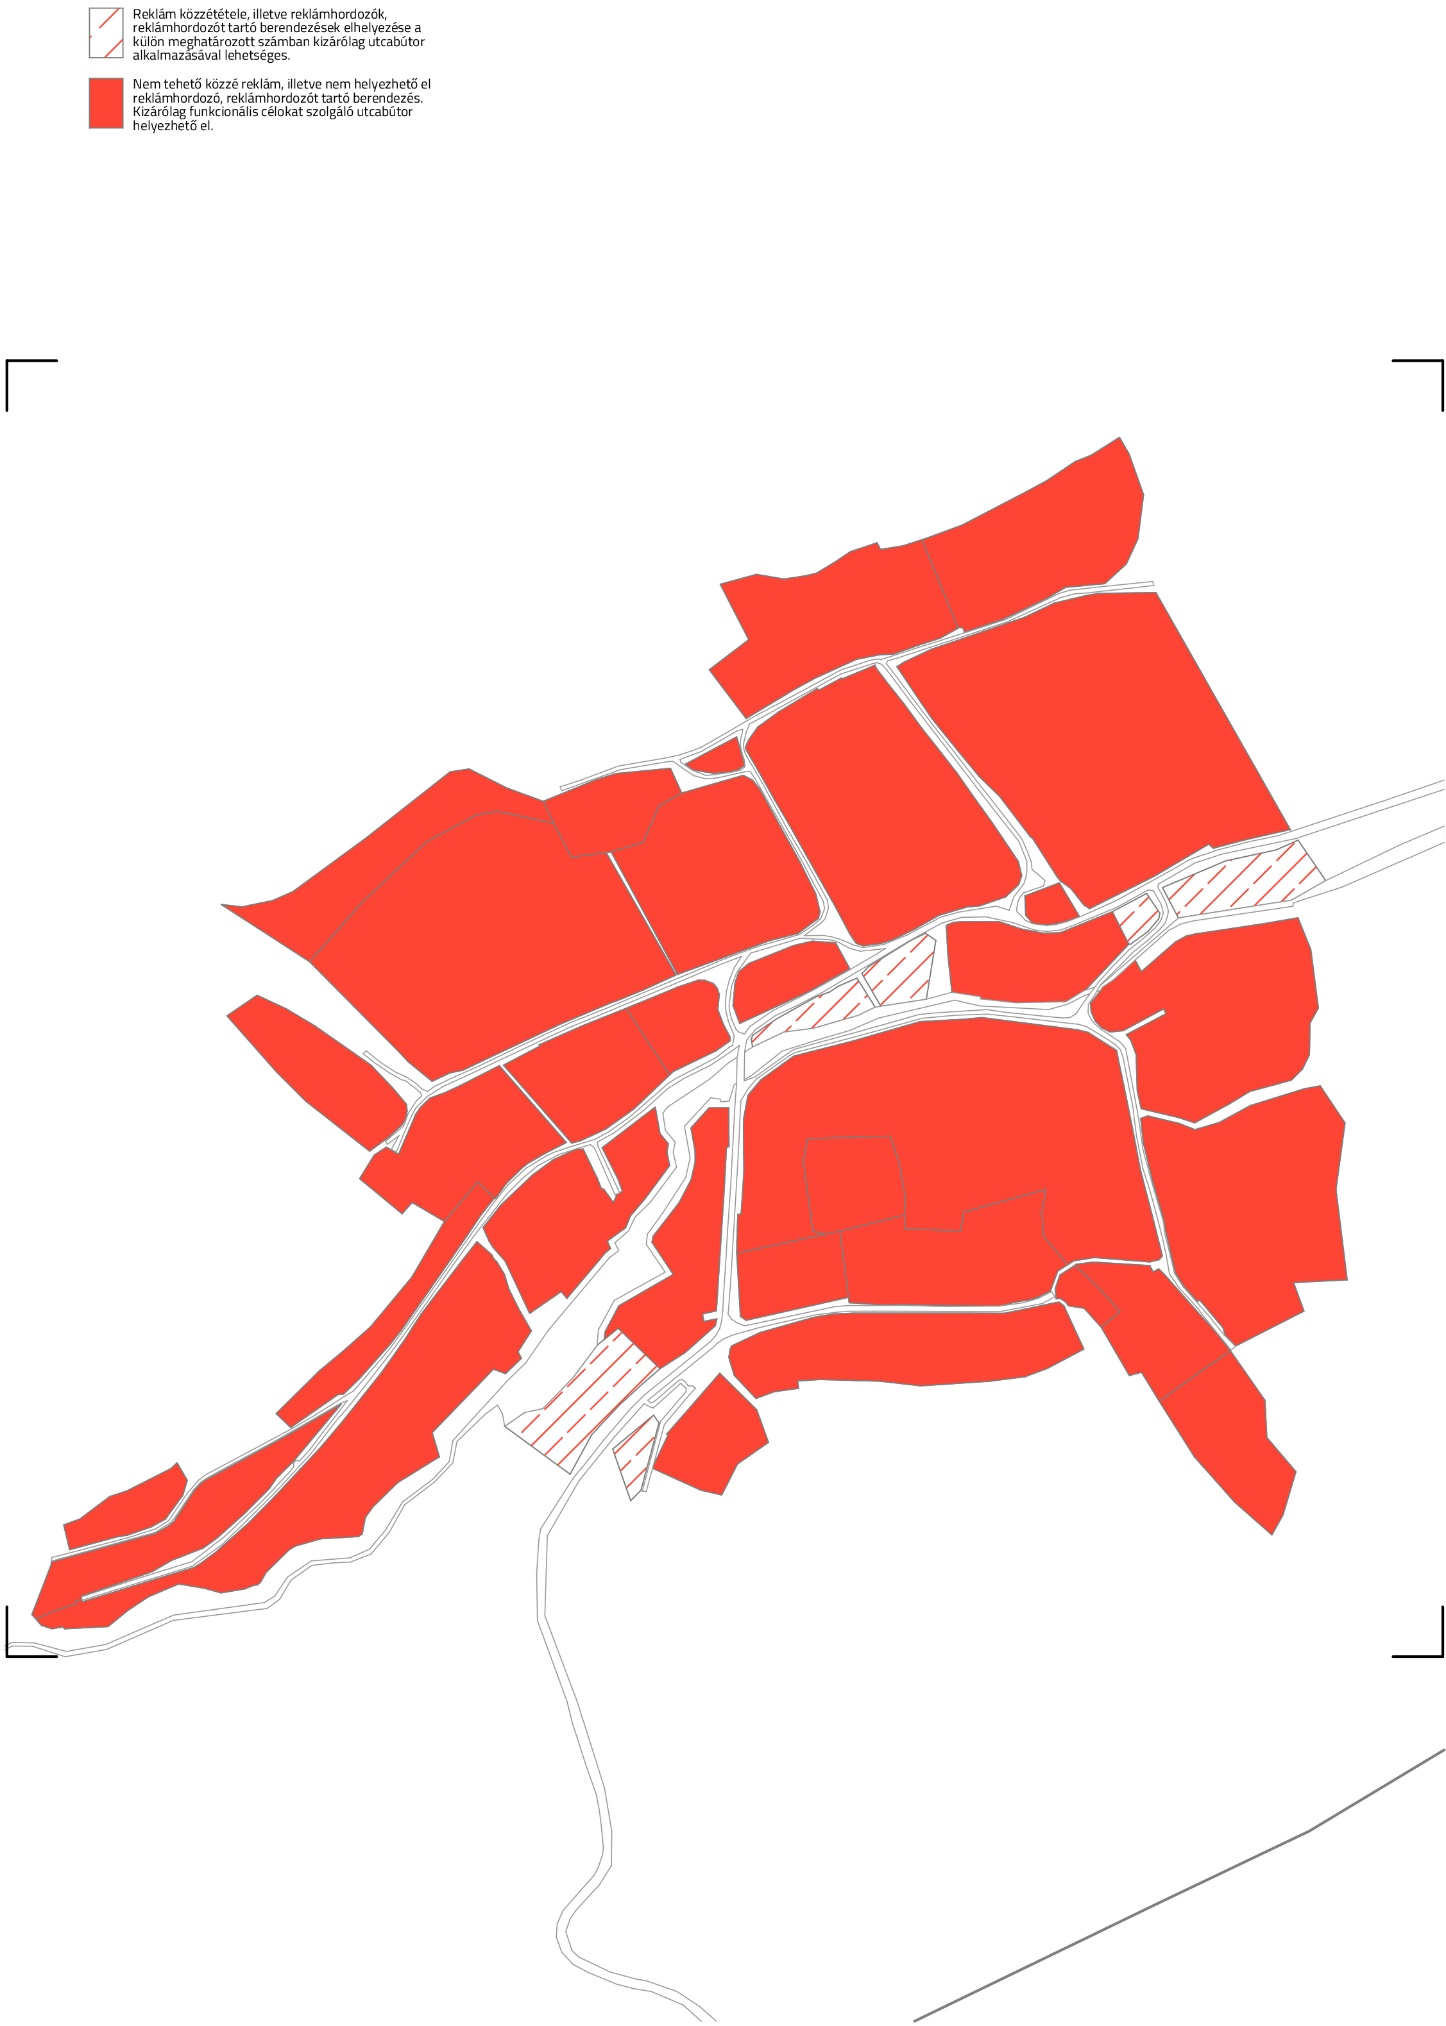 Reklám közzététele, illetve reklámhordozók,
reklámhordozót tartó berendezések elhelyezése a
külön meghatározott számban kizárólag utcabútor
alkalmazásával lehetséges.
Nem tehető közzé reklám, illetve nem helyezhető el
reklámhordozó, reklámhordozót tartó berendezés.
Kizárólag funkcionális célokat szolgáló utcabútor
helyezhető el.